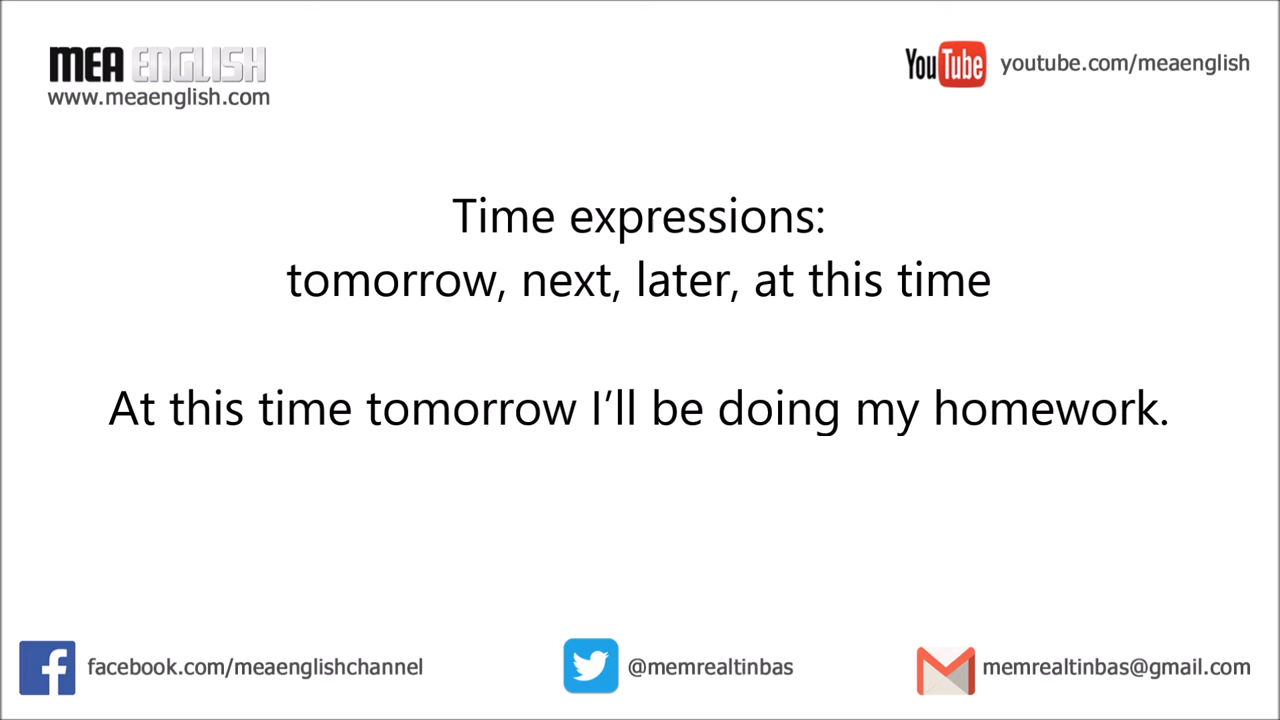 MEA ENGLISH
www.meaenglish.com
YouTube youtube.com/meaenglish
Time expressions:
tomorrow, next, later, at this time
At this time tomorrow I’ll be doing my homework.
facebook.com/meaenglishchannel
@memrealtinbas
memrealtinbas@gmail.com